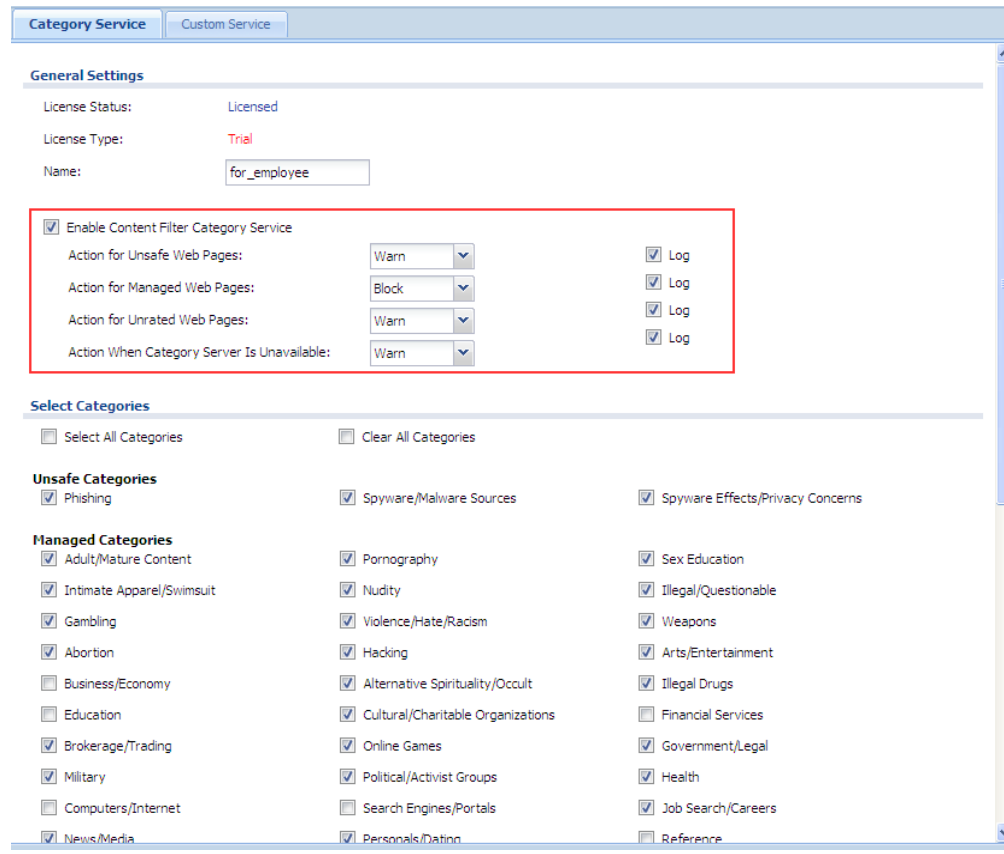 Category Service Custom Service
General Settings
License Status: Licensed
License Type: Trial
Name: for_employee
Enable Content Filter Category Service
Action for Unsafe Web Pages: Warn Log
Action for Managed Web Pages: Block Log
Action for Unrated Web Pages: Warn Log
Action When Category Server Is Unavailable: Warn Log
Select Categories
Select All Categories Clear All Categories
Unsafe Categories
Phishing Spyware/Malware Sources Spyware Effects/Privacy Concerns
Managed Categories
Adult/Mature Content Pornography Sex Education
Intimate Apparel/Swimsuit Nudity Illegal/Questionable
Gambling Violence/Hate/Racism Weapons
Abortion Hacking Arts/Entertainment
Business/Economy Alternative Spirituality/Occult Illegal Drugs
Education Cultural/Charitable Organizations Financial Services
Brokerage/Trading Online Games Government/Legal
Military Political/Activist Groups Health
Computers/Internet Search Engines/Portals Job Search/Careers
News/Media Personals/Dating Reference